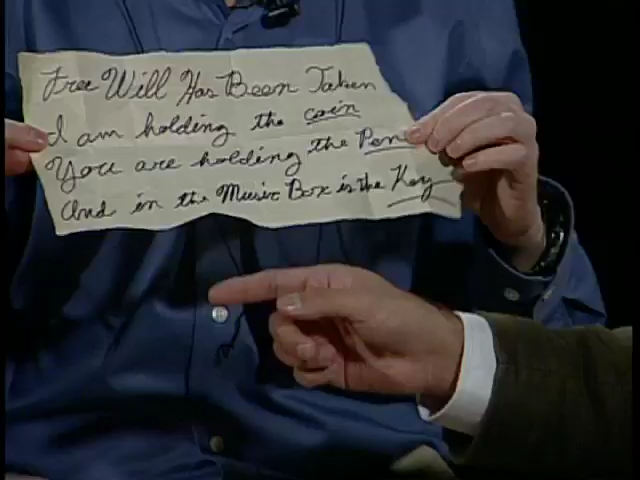 Free Will Has Been Taken
I am holding the coin
You are holding the Pen
And in the Music Box is the Key